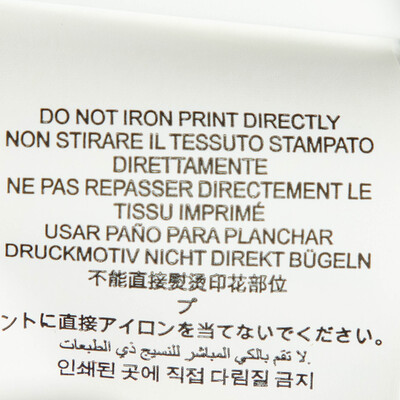 DO NOT IRON PRINT DIRECTLY
NON STIRARE IL TESSUTO STAMPATO
DIRETTAMENTE
NE PAS REPASSER DIRECTEMENT LE
TISSU IMPRIMÉ
USAR PAÑO PARA PLANCHAR
DRUCKMOTIV NICHT DIREKT BÜGELN
不能直接熨烫印花部位
プ
ントに直接アイロンを当てないでください。
لا تقم بالكي المباشر للنسيج ذي الطبعات.
인쇄된 곳에 직접 다림질 금지